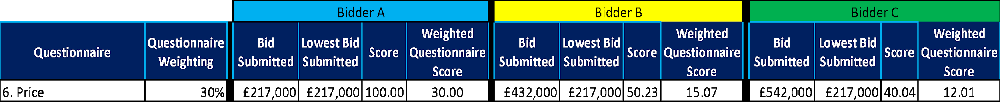 Bidder A Bidder B Bidder C
Questionnaire Questionnaire Weighting Bid Submitted Lowest Bid Submitted Score Weighted Questionnaire Score Bid Submitted Lowest Bid Submitted Score Weighted Questionnaire Score Bid Submitted Lowest Bid Submitted Score Weighted Questionnaire Score
6. Price 30% £217,000 £217,000 100.00 30.00 £432,000 £217,000 50.23 15.07 £542,000 £217,000 40.04 12.01